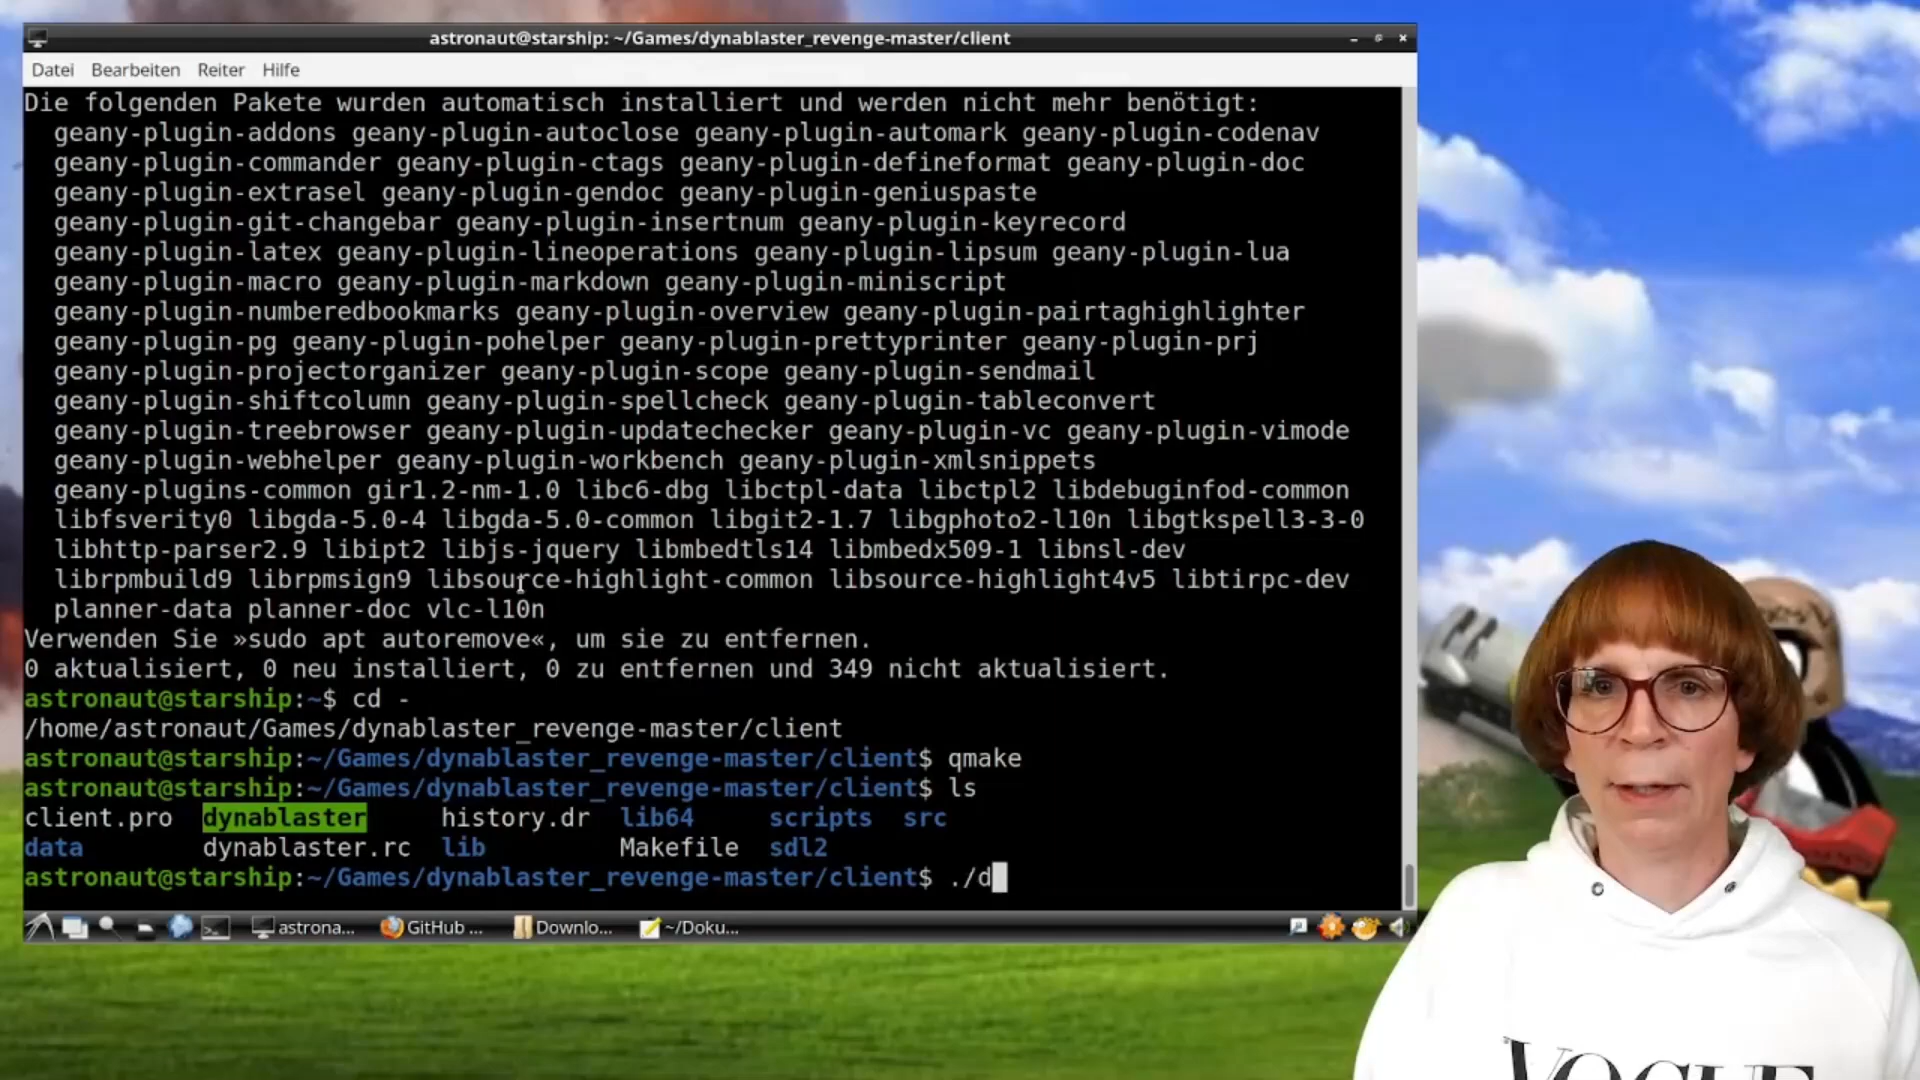 astronaut@starship: ~/Games/dynablaster_revenge-master/client
Datei Bearbeiten Reiter Hilfe
Die folgenden Pakete wurden automatisch installiert und werden nicht mehr benötigt:
geany-plugin-addons geany-plugin-autoclose geany-plugin-automark geany-plugin-codenav
geany-plugin-commander geany-plugin-ctags geany-plugin-defineformat geany-plugin-doc
geany-plugin-extrasel geany-plugin-gendoc geany-plugin-geniuspaste
geany-plugin-git-changebar geany-plugin-insertnum geany-plugin-keyrecord
geany-plugin-latex geany-plugin-lineoperations geany-plugin-lipsum geany-plugin-lua
geany-plugin-macro geany-plugin-markdown geany-plugin-miniscript
geany-plugin-numberedbookmarks geany-plugin-overview geany-plugin-pairtaghighlighter
geany-plugin-pg geany-plugin-pohelper geany-plugin-prettyprinter geany-plugin-prj
geany-plugin-projectorganizer geany-plugin-scope geany-plugin-sendmail
geany-plugin-shiftcolumn geany-plugin-spellcheck geany-plugin-tableconvert
geany-plugin-treebrowser geany-plugin-updatechecker geany-plugin-vc geany-plugin-vimode
geany-plugin-webhelper geany-plugin-workbench geany-plugin-xmlsnippets
geany-plugins-common gir1.2-nm-1.0 libc6-dbg libctpl-data libctpl2 libdebuginfod-common
libfsverity0 libgda-5.0-4 libgda-5.0-common libgit2-1.7 libgphoto2-l10n libgtkspell3-3-0
libhttp-parser2.9 libipt2 libjs-jquery libmbedtls14 libmbedx509-1 libnsl-dev
librpmbuild9 librpmsign9 libsource-highlight-common libsource-highlight4v5 libtirpc-dev
planner-data planner-doc vlc-l10n
Verwenden Sie »sudo apt autoremove«, um sie zu entfernen.
0 aktualisiert, 0 neu installiert, 0 zu entfernen und 349 nicht aktualisiert.
astronaut@starship:~$ cd -
/home/astronaut/Games/dynablaster_revenge-master/client
astronaut@starship:~/Games/dynablaster_revenge-master/client$ qmake
astronaut@starship:~/Games/dynablaster_revenge-master/client$ ls
client.pro dynablaster history.dr lib64 scripts src
data dynablaster.rc lib Makefile sdl2
astronaut@starship:~/Games/dynablaster_revenge-master/client$ ./d
astrona... GitHub ... Downlo... ~/Doku...
VOGUE